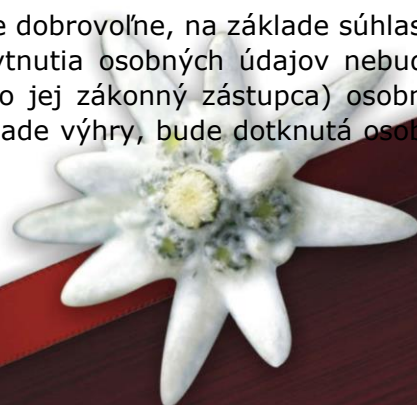 e dobrovoľne, na základe súhlas
ytnutia osobných údajov nebud
o jej zákonný zástupca) osobn
ade výhry, bude dotknutá osob